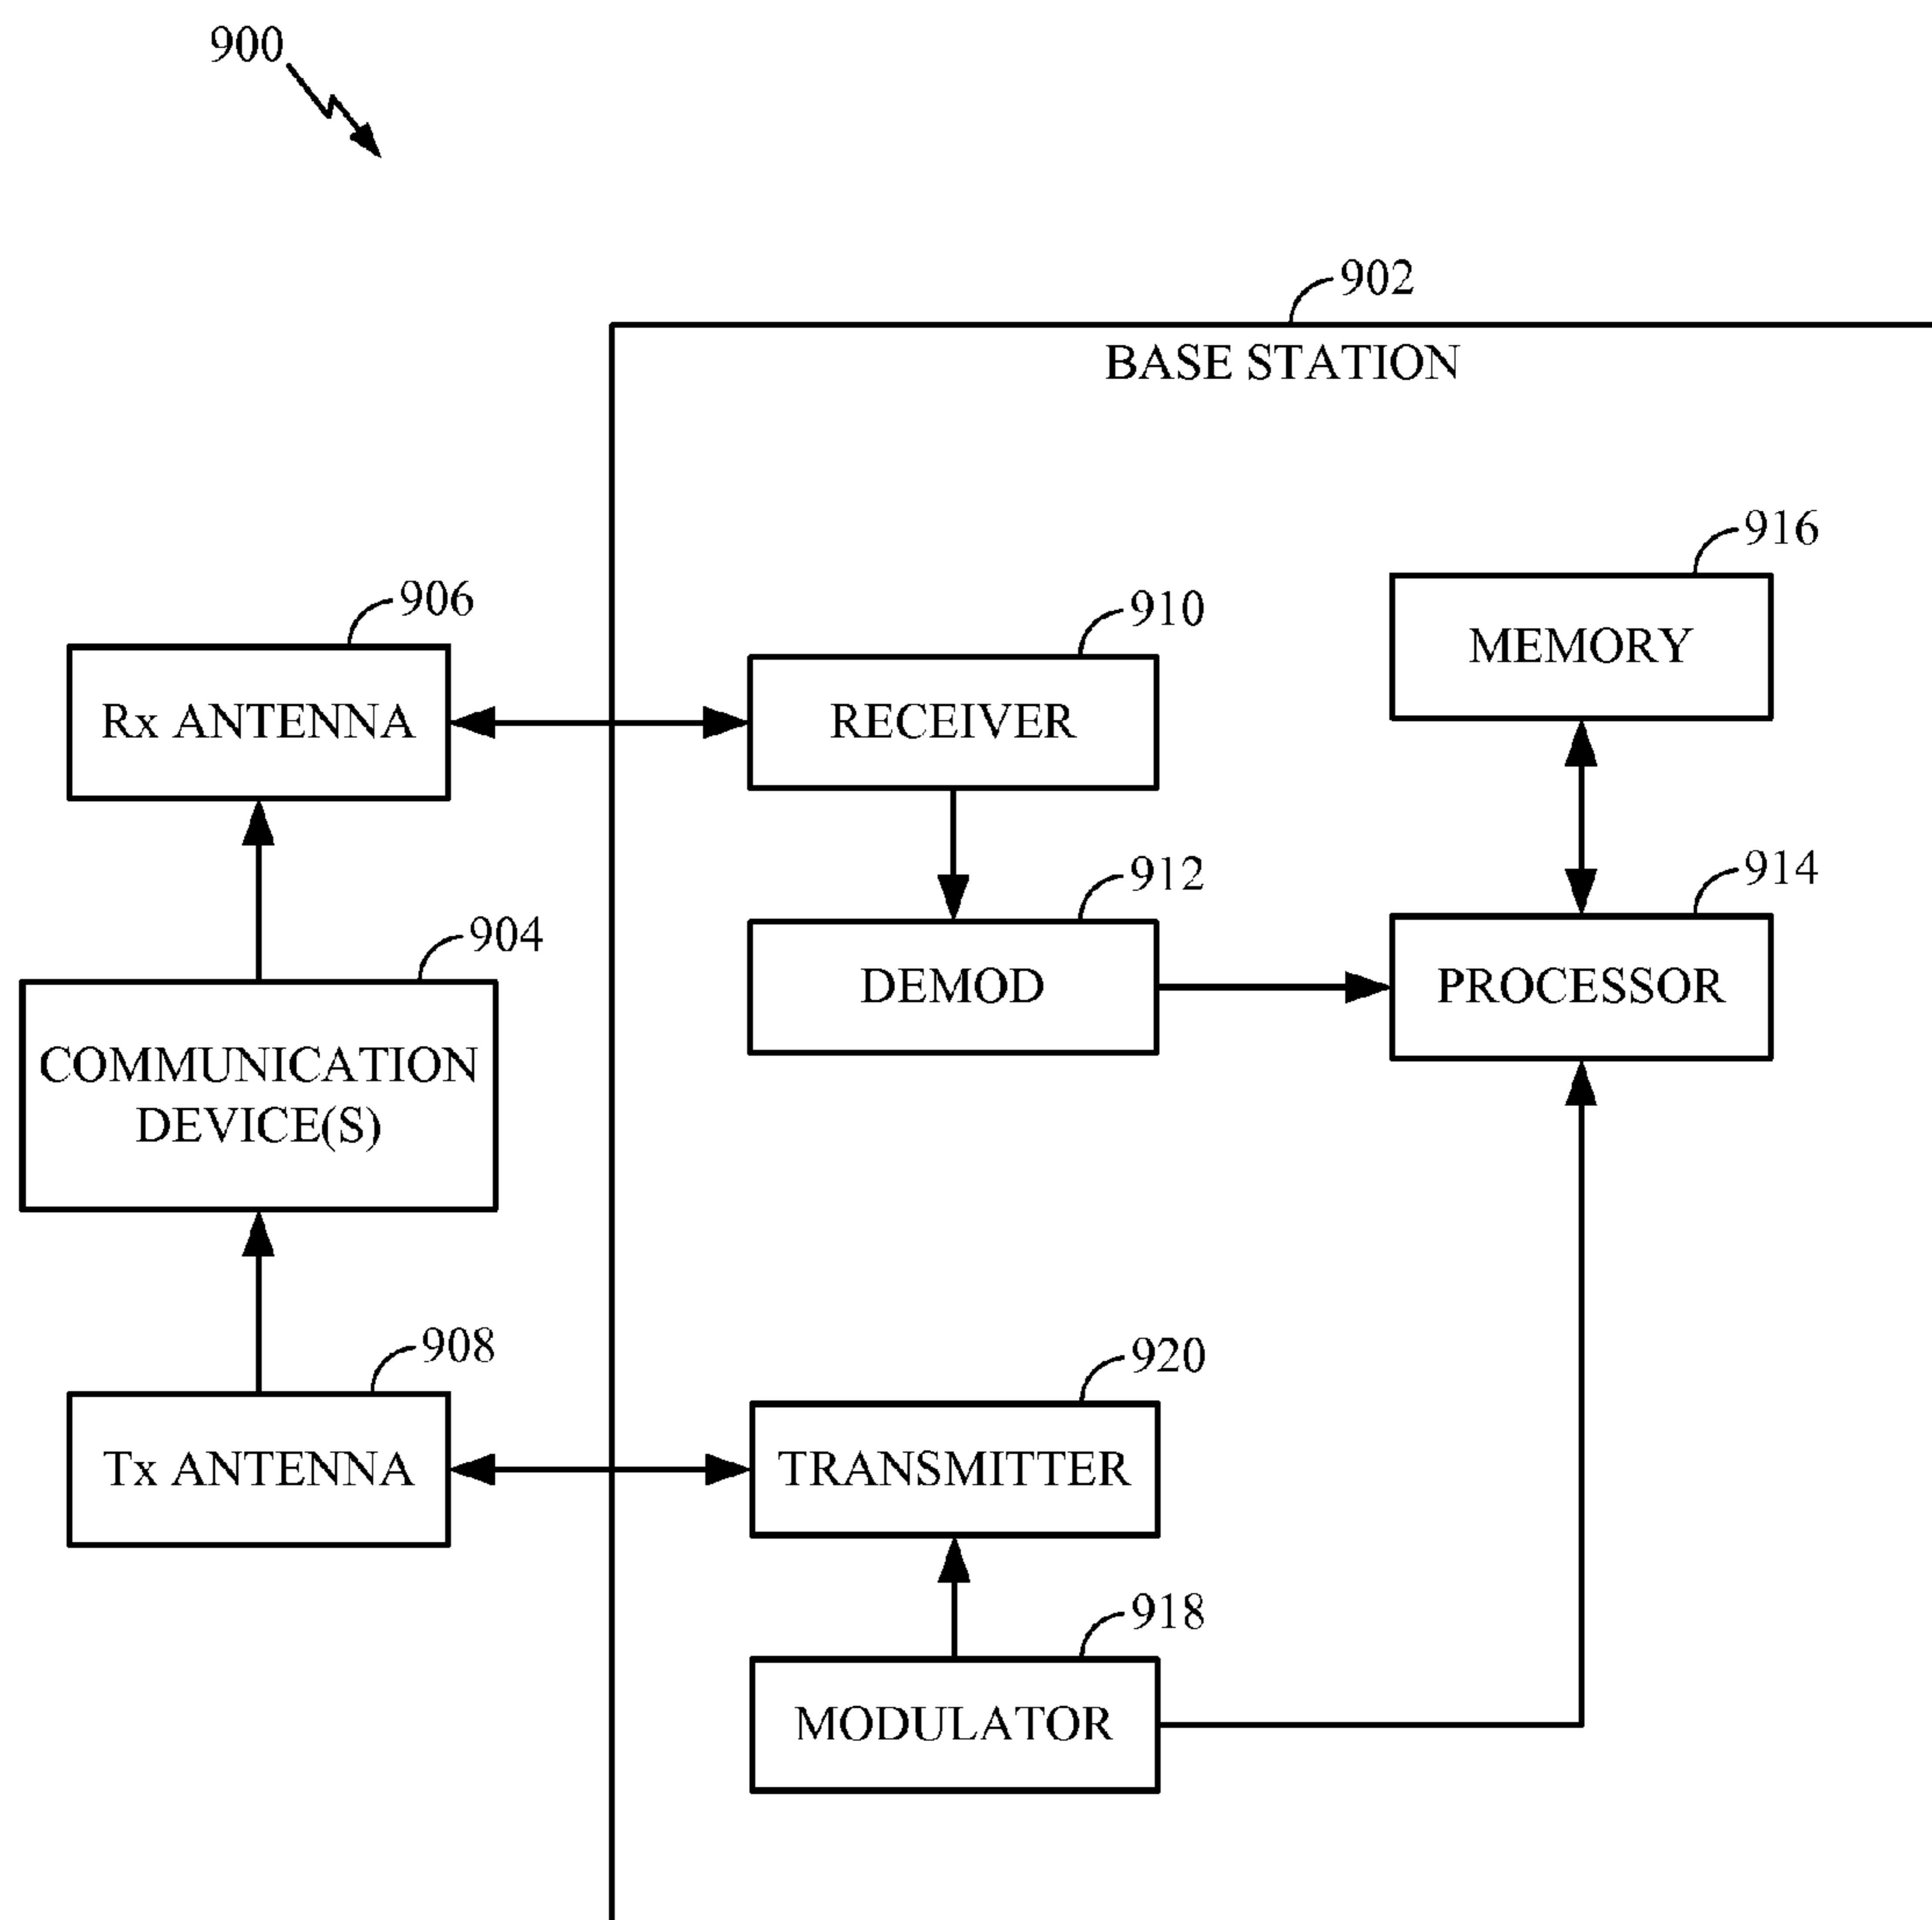 900
902
BASE STATION
916
906
910
MEMORY
Rx ANTENNA
RECEIVER
904
912
914
COMMUNICATION
DEVICE(S)
DEMOD
PROCESSOR
908
920
Tx ANTENNA
TRANSMITTER
918
MODULATOR